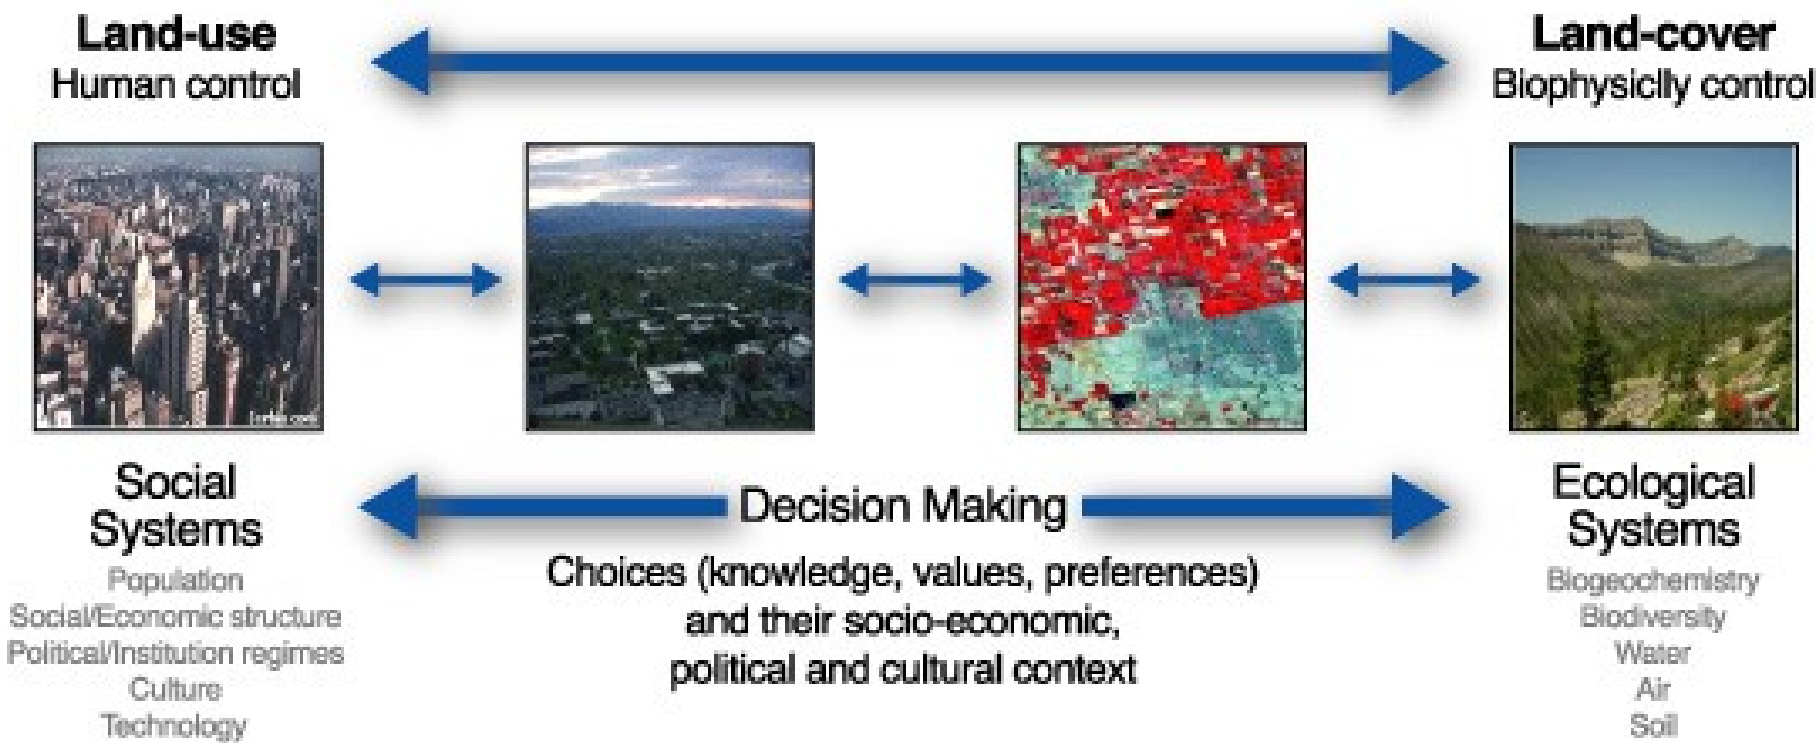 Land-use
Human control
Land-cover
Biophysiclly control
Social
Systems
Population
Social/Economic structure
Political/Institution regimes
Culture
Technology
Decision Making
Choices (knowledge, values, preferences)
and their socio-economic,
political and cultural context
Ecological
Systems
Biogeochemistry
Biodiversity
Water
Air
Soil